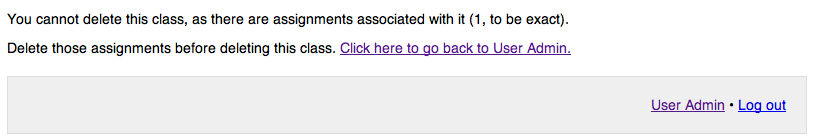 You cannot delete this class, as there are assignments associated with it (1, to be exact).
Delete those assignments before deleting this class. Click here to go back to User Admin.
User Admin • Log out